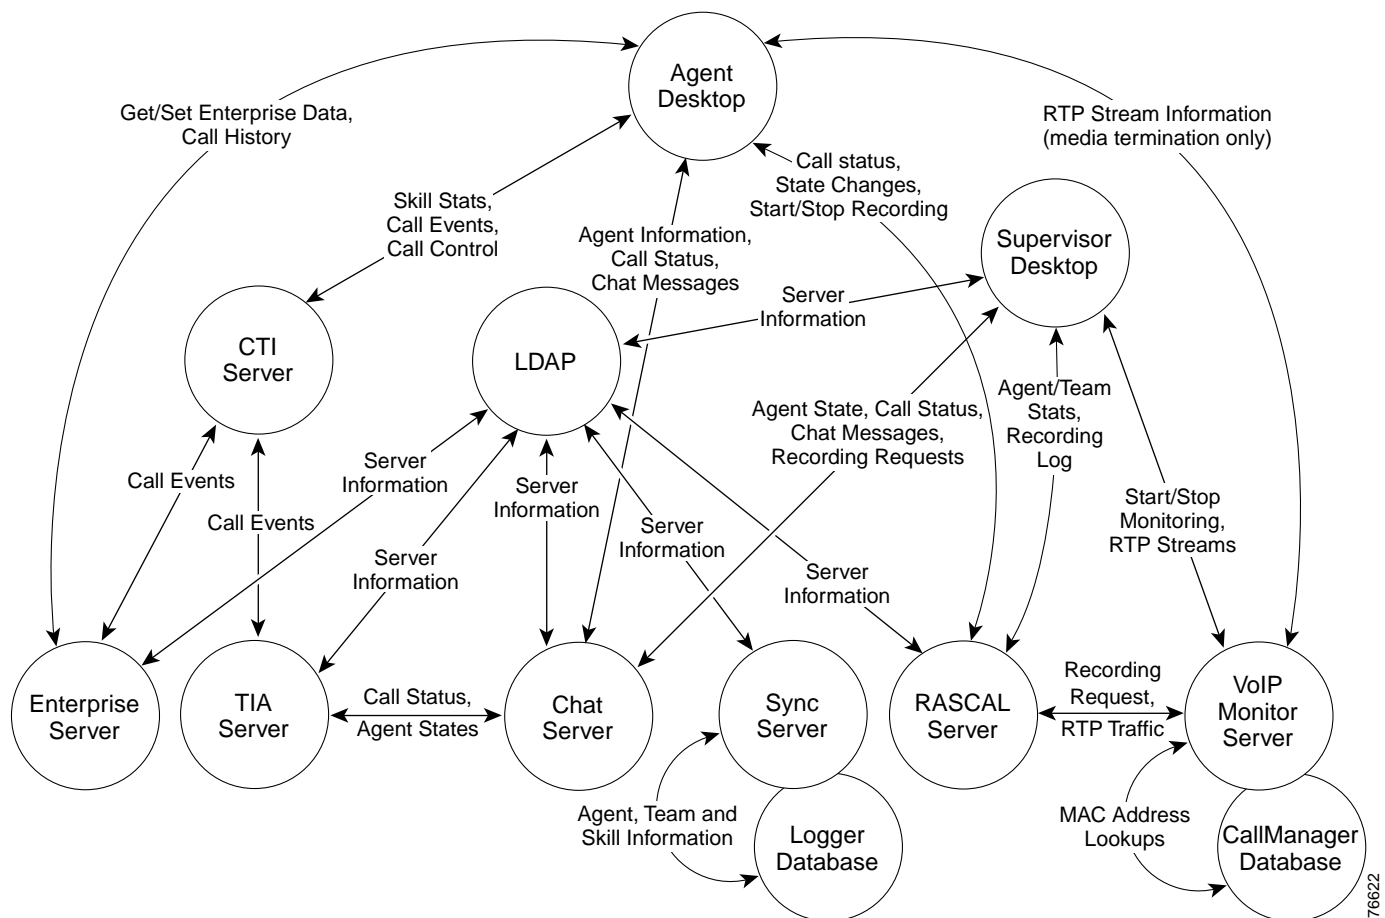 Agent
Desktop
Get/Set Enterprise Data,
Call History
RTP Stream Information
(media termination only)
Call status,
State Changes,
Start/Stop Recording
Skill Stats,
Call Events,
Call Control
Agent Information,
Call Status,
Chat Messages
Supervisor
Desktop
Server
Information
CTI
Server
LDAP
Agent/Team
Stats,
Recording
Log
Agent State, Call Status,
Chat Messages,
Recording Requests
Call Events
Server
Information
Server
Information
Call Events
Server
Information
Start/Stop
Monitoring,
RTP Streams
Server
Information
Server
Information
Enterprise
Server
TIA
Server
Call Status,
Agent States
Chat
Server
Sync
Server
RASCAL
Server
Recording
Request,
RTP Traffic
VoIP
Monitor
Server
Agent, Team and
Skill Information
Logger
Database
MAC Address
Lookups
CallManager
Database
76622